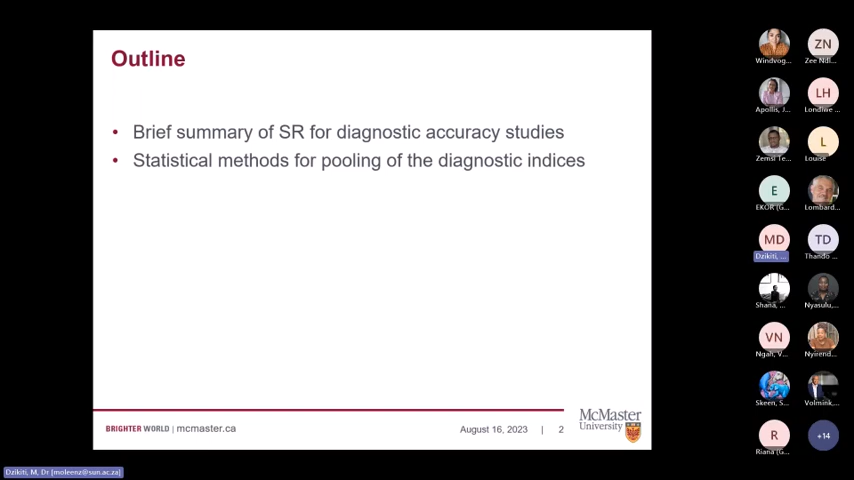 Outline
• Brief summary of SR for diagnostic accuracy studies
• Statistical methods for pooling of the diagnostic indices
BRIGHTER WORLD | mcmaster.ca
August 16, 2023 | 2
McMaster
University
Windvog...
ZN
Zee Ndl...
Apollis, J...
LH
Londiwe ...
Zemsi Te...
L
Louise
E
EKOR (G...
Lombard...
MD
Dzikiti, ...
TD
Thando ...
Shana, ...
Nyasulu,...
VN
Ngah, V...
Nyirend...
Skeen, S...
Volmink,...
R
Riana (G...
+14
Dzikiti, M, Dr [moleenz@sun.ac.za]